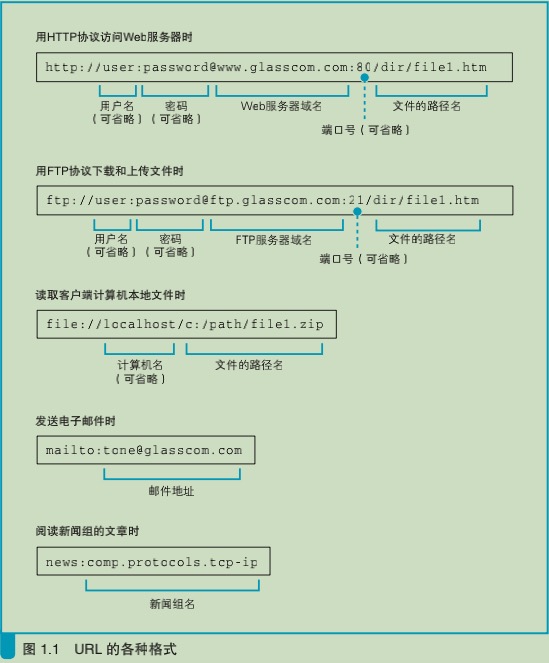 用HTTP协议访问Web服务器时
http://user:password@www.glasscom.com:80/dir/file1.htm
用户名 密码 Web服务器域名 文件的路径名
（可省略）（可省略） 端口号（可省略）
用FTP协议下载和上传文件时
ftp://user:password@ftp.glasscom.com:21/dir/file1.htm
用户名 密码 FTP服务器域名 文件的路径名
（可省略）（可省略） 端口号（可省略）
读取客户端计算机本地文件时
file://localhost/c:/path/file1.zip
计算机名 文件的路径名
（可省略）
发送电子邮件时
mailto:tone@glasscom.com
邮件地址
阅读新闻组的文章时
news:comp.protocols.tcp-ip
新闻组名
图 1.1 URL 的各种格式